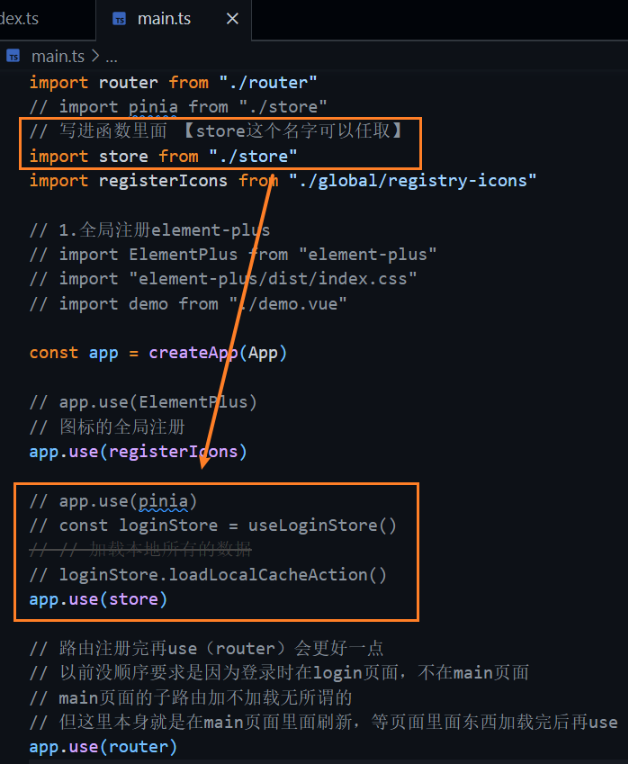 dex.ts
main.ts
main.ts > ...
import router from "./router"
// import pinia from "./store"
// 写进函数里面 【store这个名字可以任取】
import store from "./store"
import registerIcons from "./global/registry-icons"
// 1.全局注册element-plus
// import ElementPlus from "element-plus"
// import "element-plus/dist/index.css"
// import demo from "./demo.vue"
const app = createApp(App)
// app.use(ElementPlus)
// 图标的全局注册
app.use(registerIcons)
// app.use(pinia)
// const loginStore = useLoginStore()
// // 加载本地所有的数据
// loginStore.loadLocalCacheAction()
app.use(store)
// 路由注册完再use（router）会更好一点
// 以前没顺序要求是因为登录时在login页面，不在main页面
// main页面的子路由加不加载无所谓的
// 但这里本身就是在main页面里面刷新，等页面里面东西加载完后再use
app.use(router)